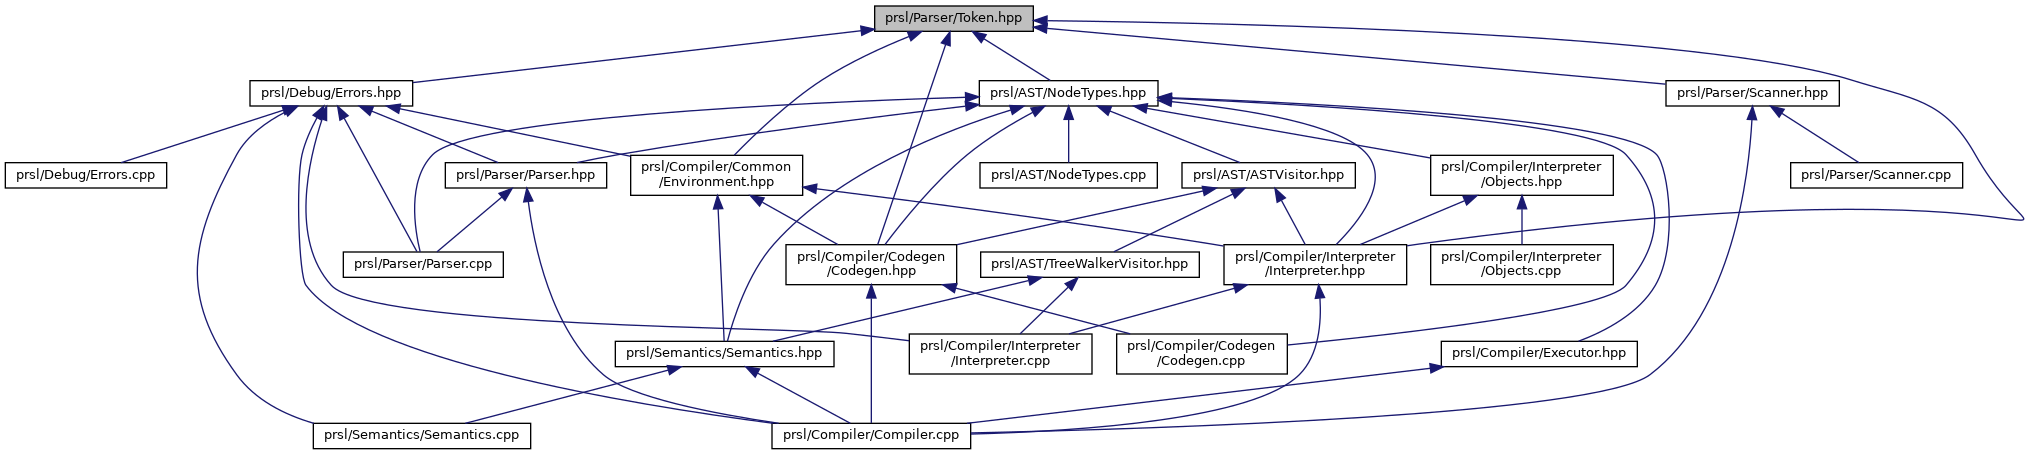 prsl/Parser/Token.hpp
prsl/Debug/Errors.hpp
prsl/AST/NodeTypes.hpp
prsl/Parser/Scanner.hpp
prsl/Debug/Errors.cpp
prsl/Parser/Parser.hpp
prsl/Compiler/Common
/Environment.hpp
prsl/AST/NodeTypes.cpp
prsl/AST/ASTVisitor.hpp
prsl/Compiler/Interpreter
/Objects.hpp
prsl/Parser/Scanner.cpp
prsl/Parser/Parser.cpp
prsl/Compiler/Codegen
/Codegen.hpp
prsl/AST/TreeWalkerVisitor.hpp
prsl/Compiler/Interpreter
/Interpreter.hpp
prsl/Compiler/Interpreter
/Objects.cpp
prsl/Semantics/Semantics.hpp
prsl/Compiler/Interpreter
/Interpreter.cpp
prsl/Compiler/Codegen
/Codegen.cpp
prsl/Compiler/Executor.hpp
prsl/Semantics/Semantics.cpp
prsl/Compiler/Compiler.cpp